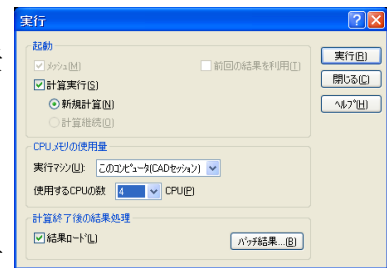 実行
起動
メッシュ(M)
前回の結果を利用(T)
計算実行(S)
新規計算(N)
計算継続(O)
CPU,メモリの使用量
実行マシン(U): このコンピュータ(CADセッション)
使用するCPUの数 4 CPU(P)
計算終了後の結果処理
結果ロード(L)
バッチ結果...(B)
実行(R)
閉じる(C)
ヘルプ(H)